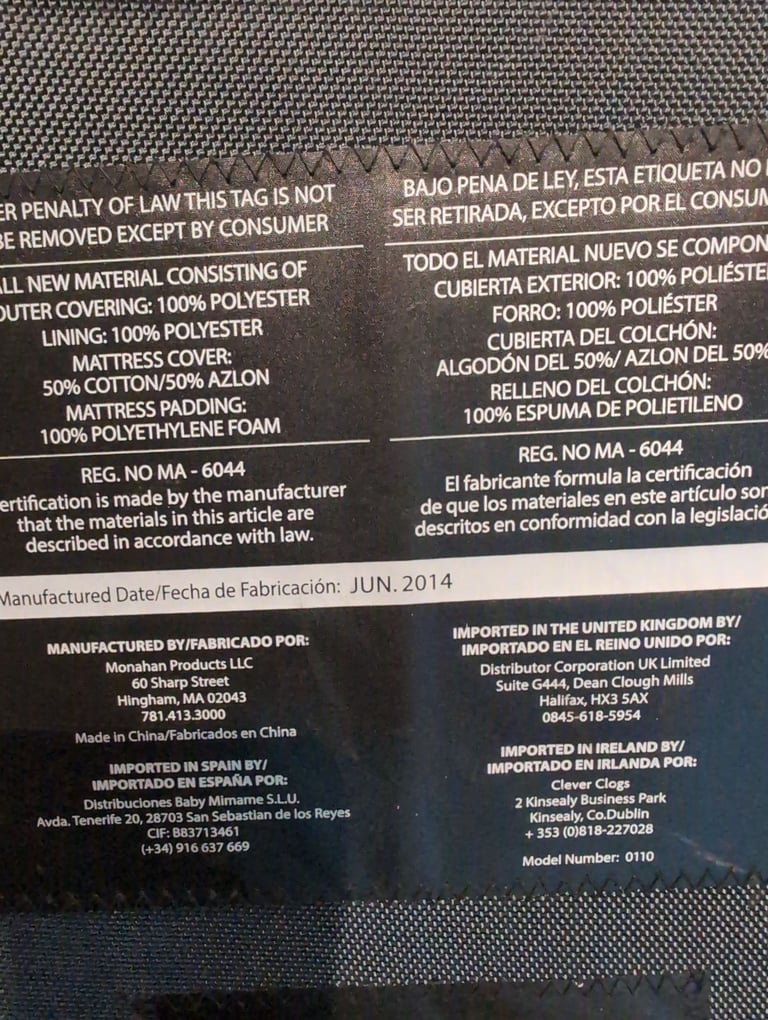 ER PENALTY OF LAW THIS TAG IS NOT
BE REMOVED EXCEPT BY CONSUMER
ALL NEW MATERIAL CONSISTING OF
OUTER COVERING: 100% POLYESTER
LINING: 100% POLYESTER
MATTRESS COVER:
50% COTTON/50% AZLON
MATTRESS PADDING:
100% POLYETHYLENE FOAM
REG. NO MA - 6044
ertification is made by the manufacturer
that the materials in this article are
described in accordance with law.
BAJO PENA DE LEY, ESTA ETIQUETA NO
SER RETIRADA, EXCEPTO POR EL CONSUM
TODO EL MATERIAL NUEVO SE COMPON
CUBIERTA EXTERIOR: 100% POLIÉSTE
FORRO: 100% POLIÉSTER
CUBIERTA DEL COLCHÓN:
ALGODÓN DEL 50%/ AZLON DEL 50%
RELLENO DEL COLCHÓN:
100% ESPUMA DE POLIETILENO
REG. NO MA - 6044
El fabricante formula la certificación
de que los materiales en este artículo son
descritos en conformidad con la legislació
Manufactured Date/Fecha de Fabricación: JUN. 2014
MANUFACTURED BY/FABRICADO POR:
Monahan Products LLC
60 Sharp Street
Hingham, MA 02043
781.413.3000
Made in China/Fabricados en China
IMPORTED IN SPAIN BY/
IMPORTADO EN ESPAÑA POR:
Distribuciones Baby Mimame S.L.U.
Avda. Tenerife 20, 28703 San Sebastian de los Reyes
CIF: B83713461
(+34) 916 637 669
IMPORTED IN THE UNITED KINGDOM BY/
IMPORTADO EN EL REINO UNIDO POR:
Distributor Corporation UK Limited
Suite G444, Dean Clough Mills
Halifax, HX3 5AX
0845-618-5954
IMPORTED IN IRELAND BY/
IMPORTADO EN IRLANDA POR:
Clever Clogs
2 Kinsealy Business Park
Kinsealy, Co.Dublin
+ 353 (0)818-227028
Model Number: 0110